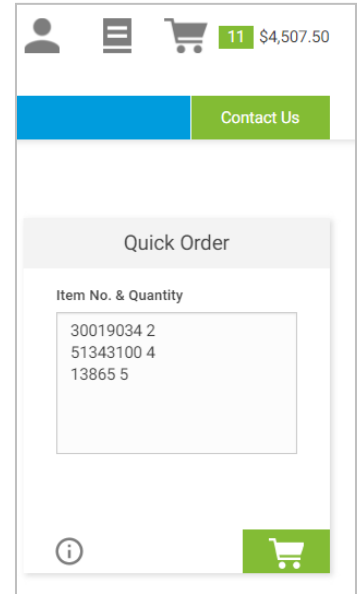 11 $4,507.50
Contact Us
Quick Order
Item No. & Quantity
30019034 2
51343100 4
13865 5